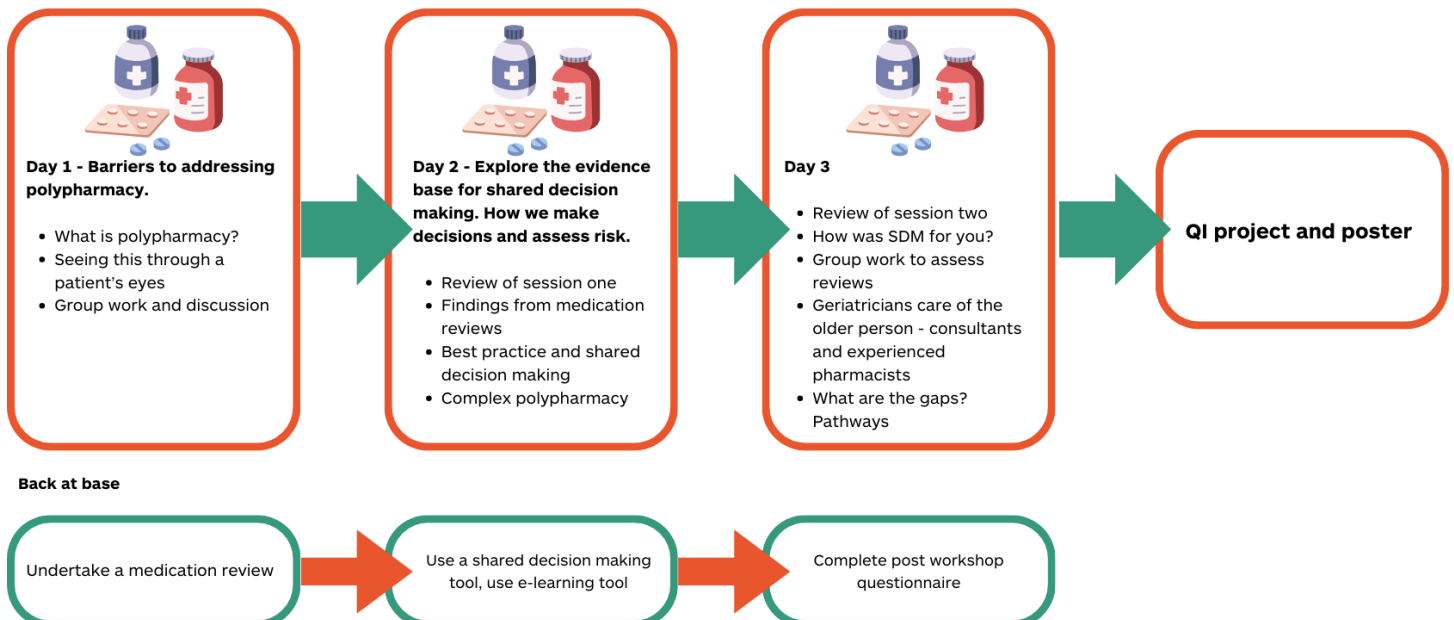 Day 1 - Barriers to addressing
polypharmacy.
• What is polypharmacy?
• Seeing this through a
patient's eyes
• Group work and discussion
Day 2 - Explore the evidence
base for shared decision
making. How we make
decisions and assess risk.
• Review of session one
• Findings from medication
reviews
• Best practice and shared
decision making
• Complex polypharmacy
Day 3
• Review of session two
• How was SDM for you?
• Group work to assess
reviews
• Geriatricians care of the
older person - consultants
and experienced
pharmacists
• What are the gaps?
Pathways
QI project and poster
Back at base
Undertake a medication review
Use a shared decision making
tool, use e-learning tool
Complete post workshop
questionnaire